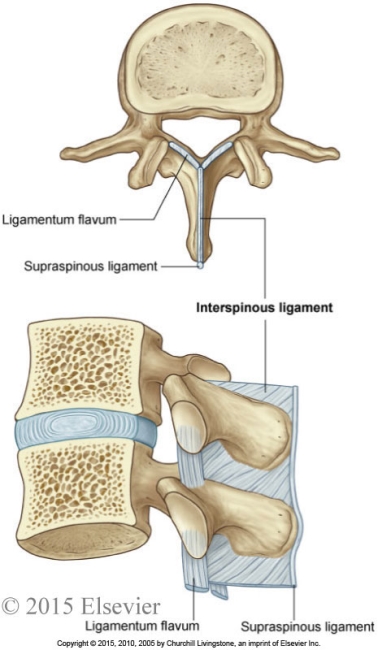 Ligamentum flavum
Supraspinous ligament
Interspinous ligament
© 2015 Elsevier
Ligamentum flavum
Supraspinous ligament
Copyright © 2015, 2010, 2005 by Churchill Livingstone, an imprint of Elsevier Inc.